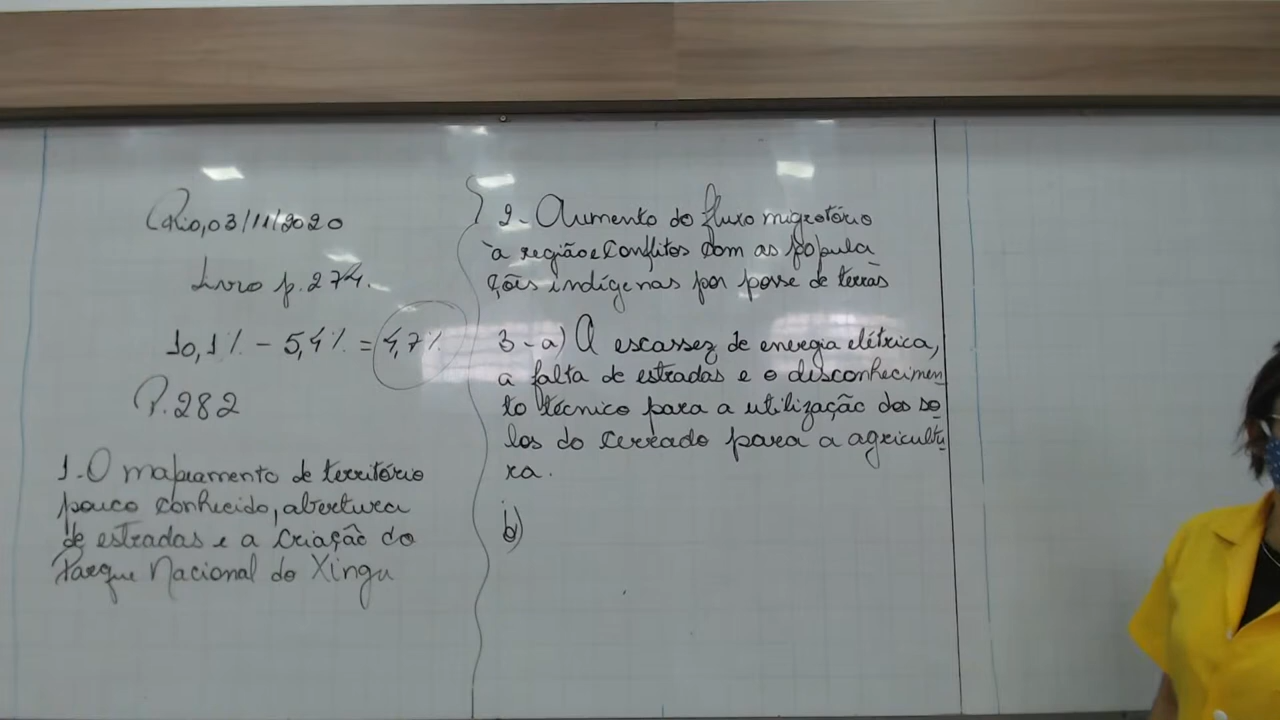 Rio, 03/11/2020
Livro p. 274.
10,1% - 5,4% = 4,7%
P. 282
1. O mapeamento de território
pouco conhecido, abertura
de estradas e a criação do
Parque Nacional do Xingu
2- Aumento do fluxo migratório
à região e conflitos com as popula
ções indígenas por posse de terras
3- a) A escassez de energia elétrica,
a falta de estradas e o desconhecimen
to técnico para a utilização dos so
los do cerrado para a agricultu
ra.
b)